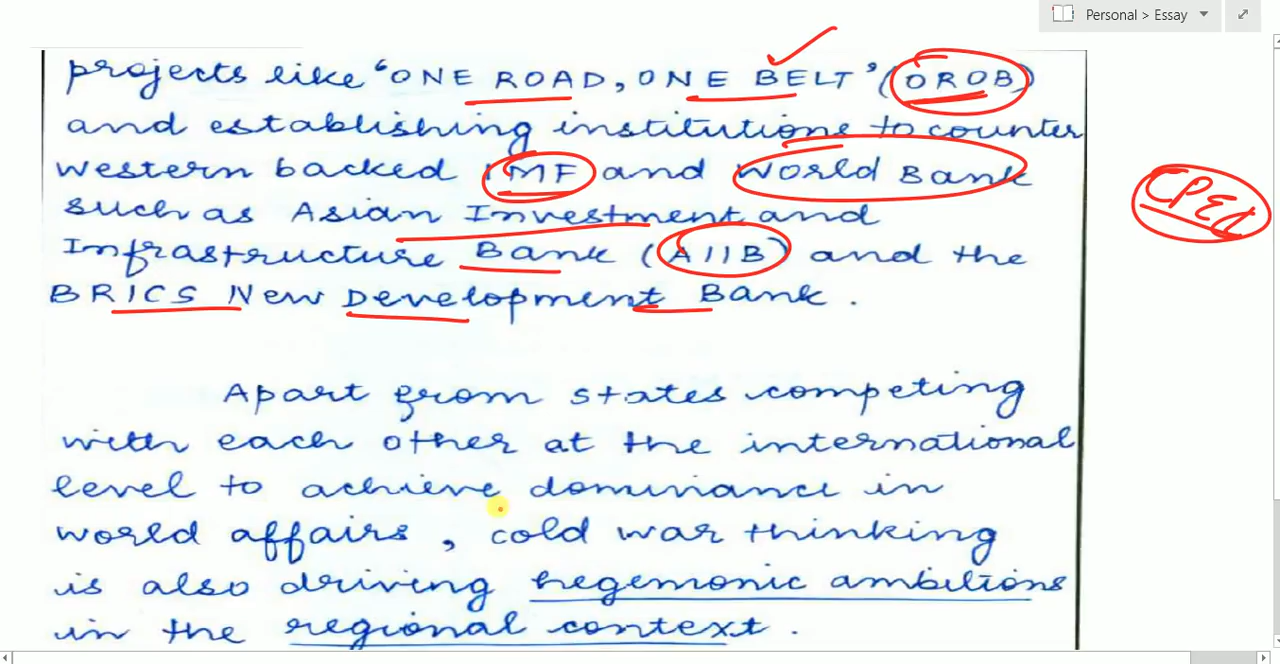 Personal > Essay
projects like "ONE ROAD, ONE BELT" (OROB)
and establishing institutions to counter
western backed IMF and World Bank
such as Asian Investment and
Infrastructure Bank (AIIB) and the
BRICS New Development Bank.
CPEC
Apart from states competing
with each other at the international
level to achieve dominance in
world affairs, cold war thinking
is also driving hegemonic ambitions
in the regional context.